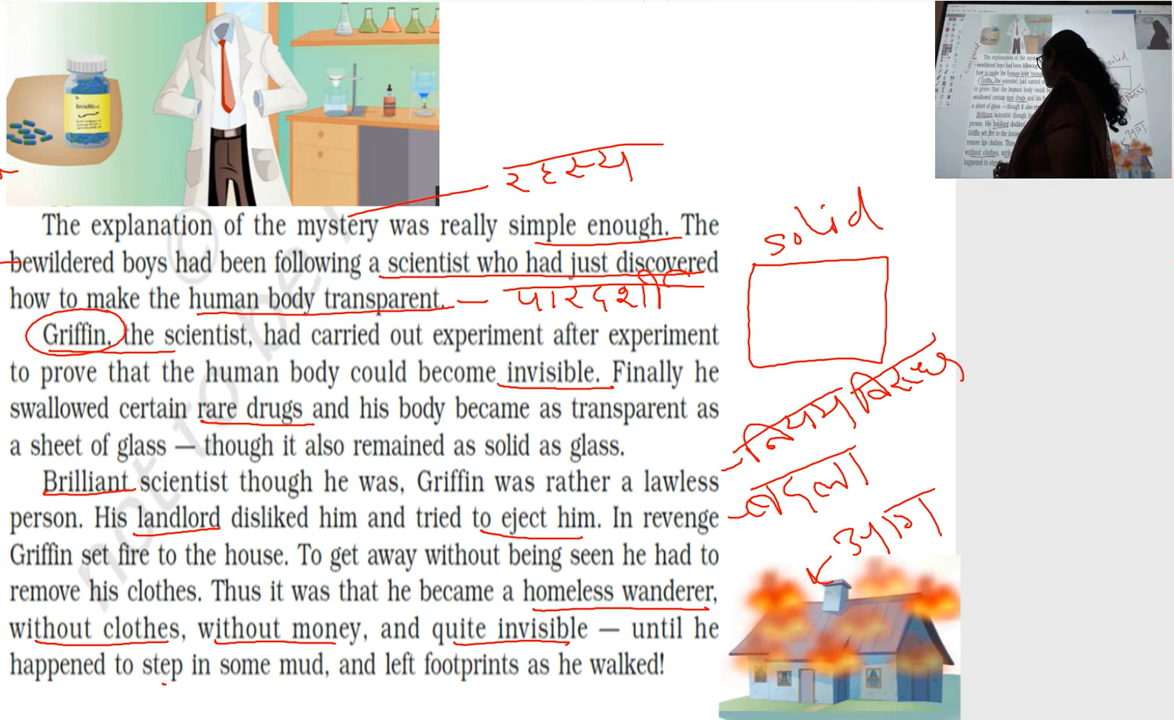 रहस्य
The explanation of the mystery was really simple enough. The
bewildered boys had been following a scientist who had just discovered
how to make the human body transparent. — पारदर्शी
Griffin, the scientist, had carried out experiment after experiment
to prove that the human body could become invisible. Finally he
swallowed certain rare drugs and his body became as transparent as
a sheet of glass — though it also remained as solid as glass.
Brilliant scientist though he was, Griffin was rather a lawless
person. His landlord disliked him and tried to eject him. In revenge
Griffin set fire to the house. To get away without being seen he had to
remove his clothes. Thus it was that he became a homeless wanderer,
without clothes, without money, and quite invisible — until he
happened to step in some mud, and left footprints as he walked!
solid
नियम विरुद्ध
बदला
आग